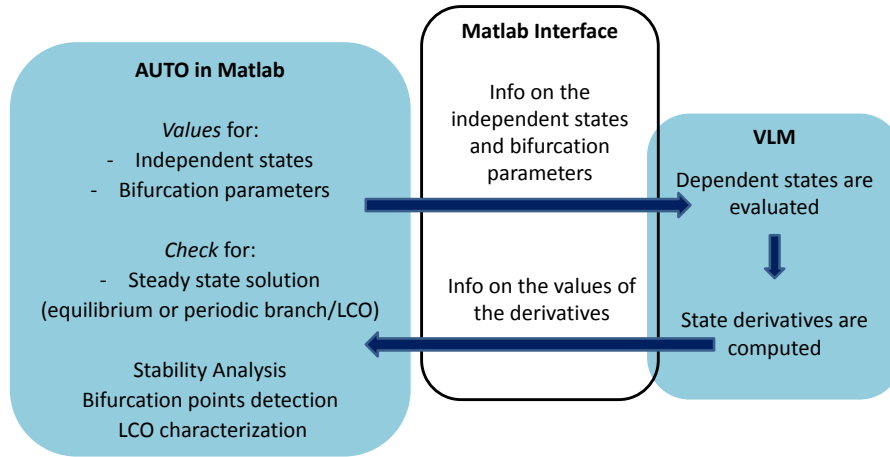 AUTO in Matlab
Values for:
- Independent states
- Bifurcation parameters
Check for:
- Steady state solution
(equilibrium or periodic branch/LCO)
Stability Analysis
Bifurcation points detection
LCO characterization
Matlab Interface
Info on the
independent states
and bifurcation
parameters
Info on the values of
the derivatives
VLM
Dependent states are
evaluated
State derivatives are
computed